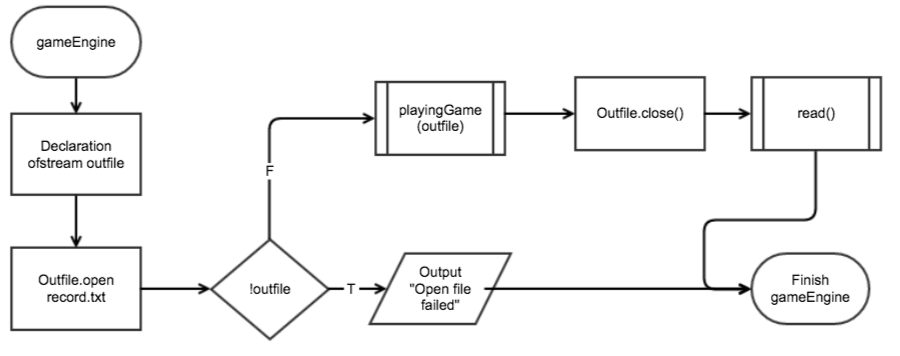 gameEngine
Declaration
ofstream outfile
Outfile.open
record.txt
!outfile
F
playingGame
(outfile)
Outfile.close()
read()
T
Output
"Open file
failed"
Finish
gameEngine